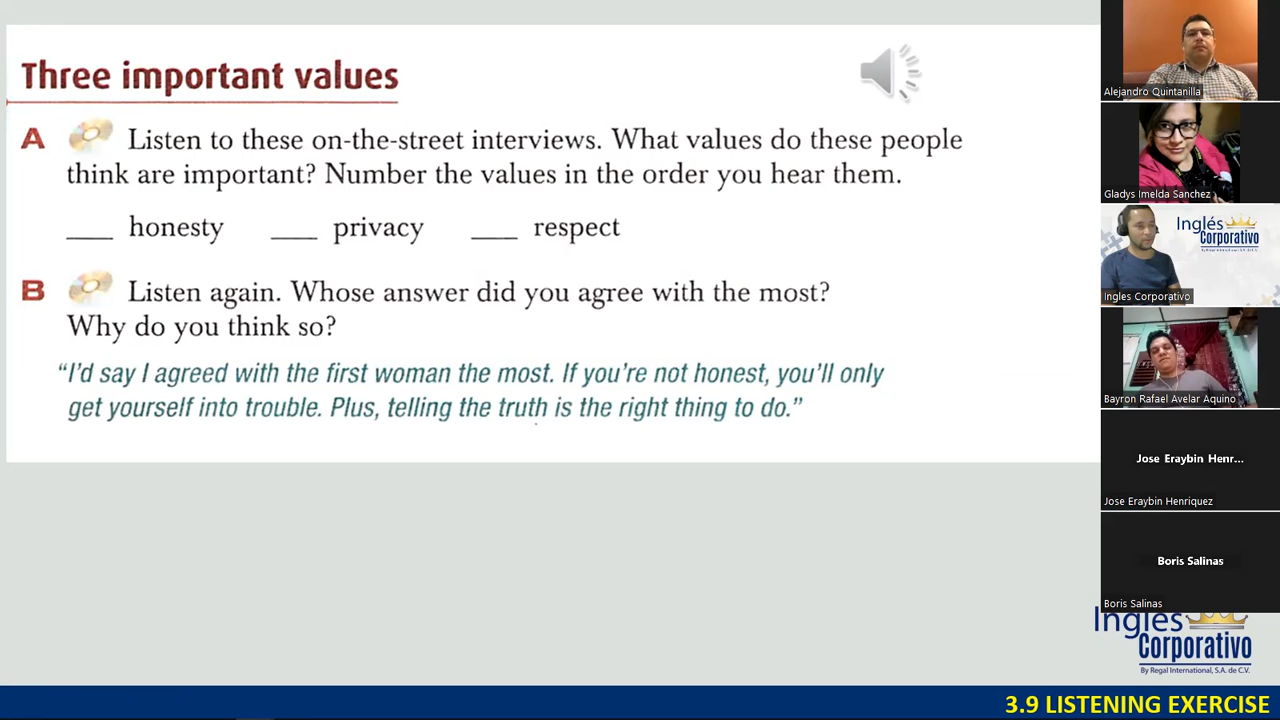 Three important values
A Listen to these on-the-street interviews. What values do these people
think are important? Number the values in the order you hear them.
___ honesty ___ privacy ___ respect
B Listen again. Whose answer did you agree with the most?
Why do you think so?
“I’d say I agreed with the first woman the most. If you’re not honest, you’ll only
get yourself into trouble. Plus, telling the truth is the right thing to do.”
Alejandro Quintanilla
Gladys Imelda Sanchez
Inglés
Corporativo
By Regal International, S.A. de C.V.
Ingles Corporativo
Bayron Rafael Avelar Aquino
Jose Eraybin Henr...
Jose Eraybin Henriquez
Boris Salinas
Boris Salinas
Inglés
Corporativo
By Regal International, S.A. de C.V.
3.9 LISTENING EXERCISE